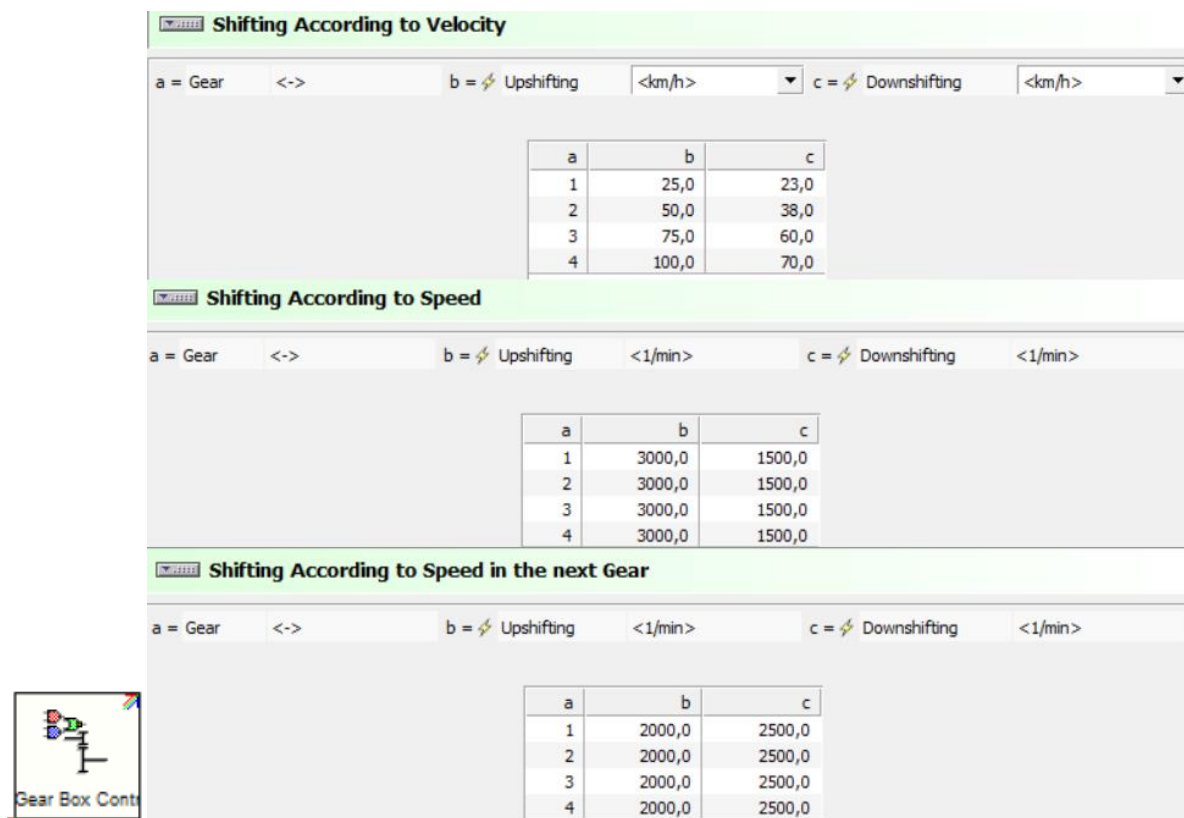 Shifting According to Velocity
a = Gear <-> b = Upshifting <km/h> c = Downshifting <km/h>
a b c
1 25,0 23,0
2 50,0 38,0
3 75,0 60,0
4 100,0 70,0
Shifting According to Speed
a = Gear <-> b = Upshifting <1/min> c = Downshifting <1/min>
a b c
1 3000,0 1500,0
2 3000,0 1500,0
3 3000,0 1500,0
4 3000,0 1500,0
Shifting According to Speed in the next Gear
a = Gear <-> b = Upshifting <1/min> c = Downshifting <1/min>
a b c
1 2000,0 2500,0
2 2000,0 2500,0
3 2000,0 2500,0
4 2000,0 2500,0
Gear Box Contr